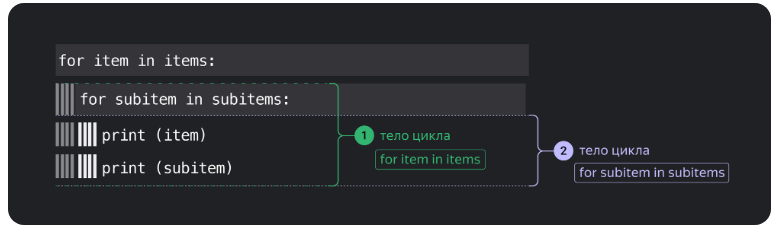 for item in items:
for subitem in subitems:
print (item)
print (subitem)
1 тело цикла
for item in items
2 тело цикла
for subitem in subitems